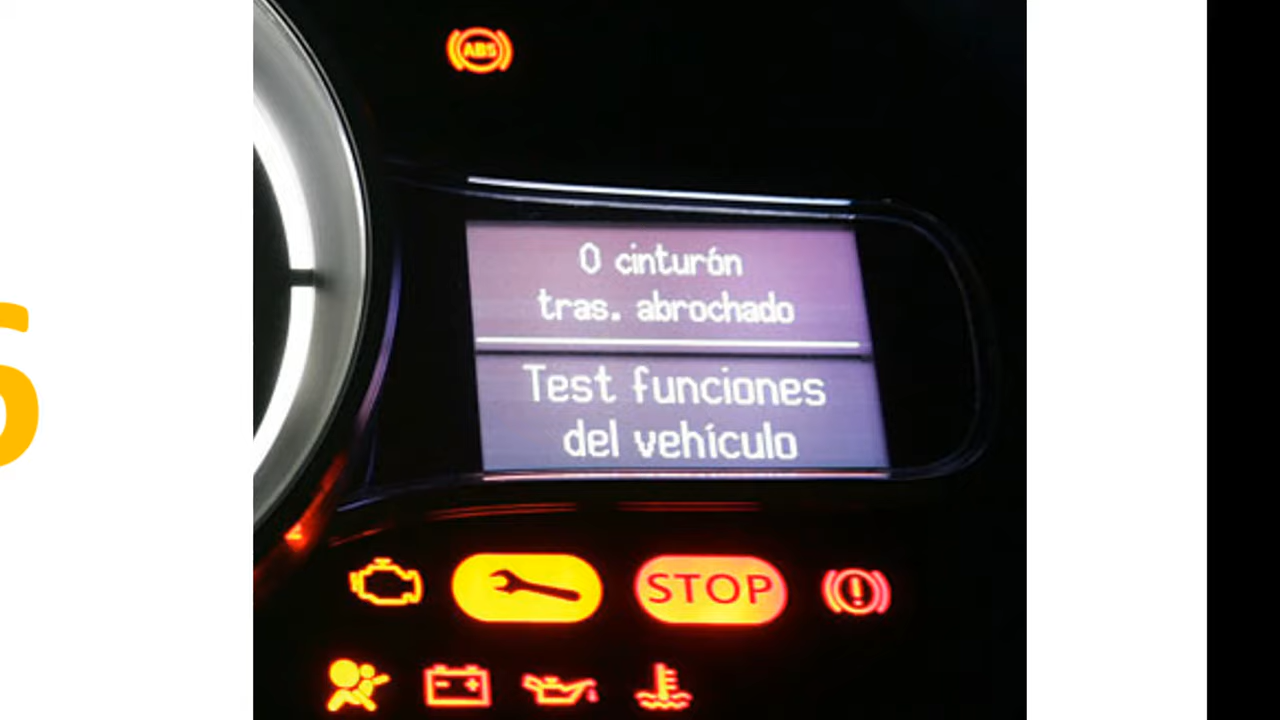 ABS
0 cinturón
tras. abrochado
Test funciones
del vehículo
STOP